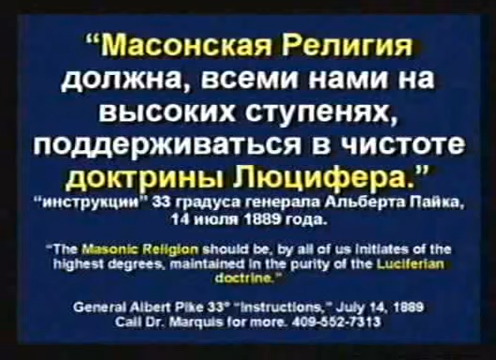 “Масонская Религия
должна, всеми нами на
высоких ступенях,
поддерживаться в чистоте
доктрины Люцифера.”
“инструкции” 33 градуса генерала Альберта Пайка,
14 июля 1889 года.
“The Masonic Religion should be, by all of us initiates of the
highest degrees, maintained in the purity of the Luciferian
doctrine.”
General Albert Pike 33° “Instructions,” July 14, 1889
Call Dr. Marquis for more. 409-552-7313